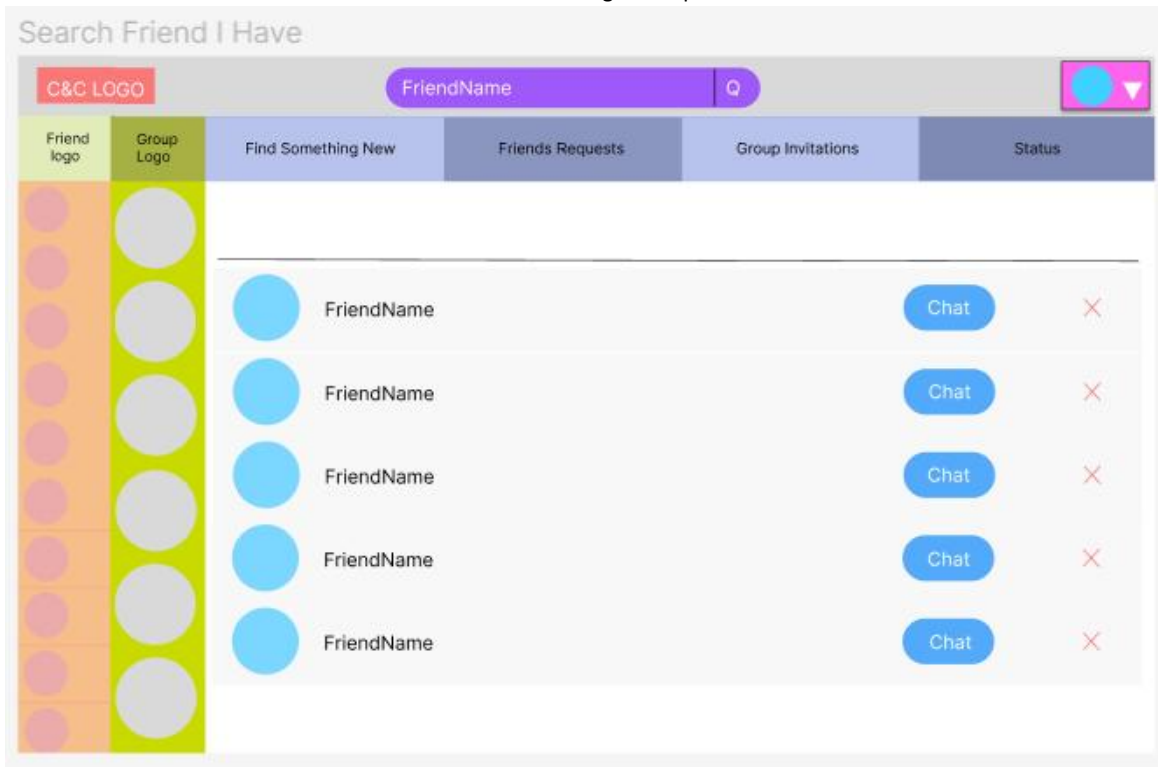 Search Friend I Have
C&C LOGO
FriendName
Q
Friend
logo
Group
Logo
Find Something New
Friends Requests
Group Invitations
Status
FriendName
Chat
FriendName
Chat
FriendName
Chat
FriendName
Chat
FriendName
Chat